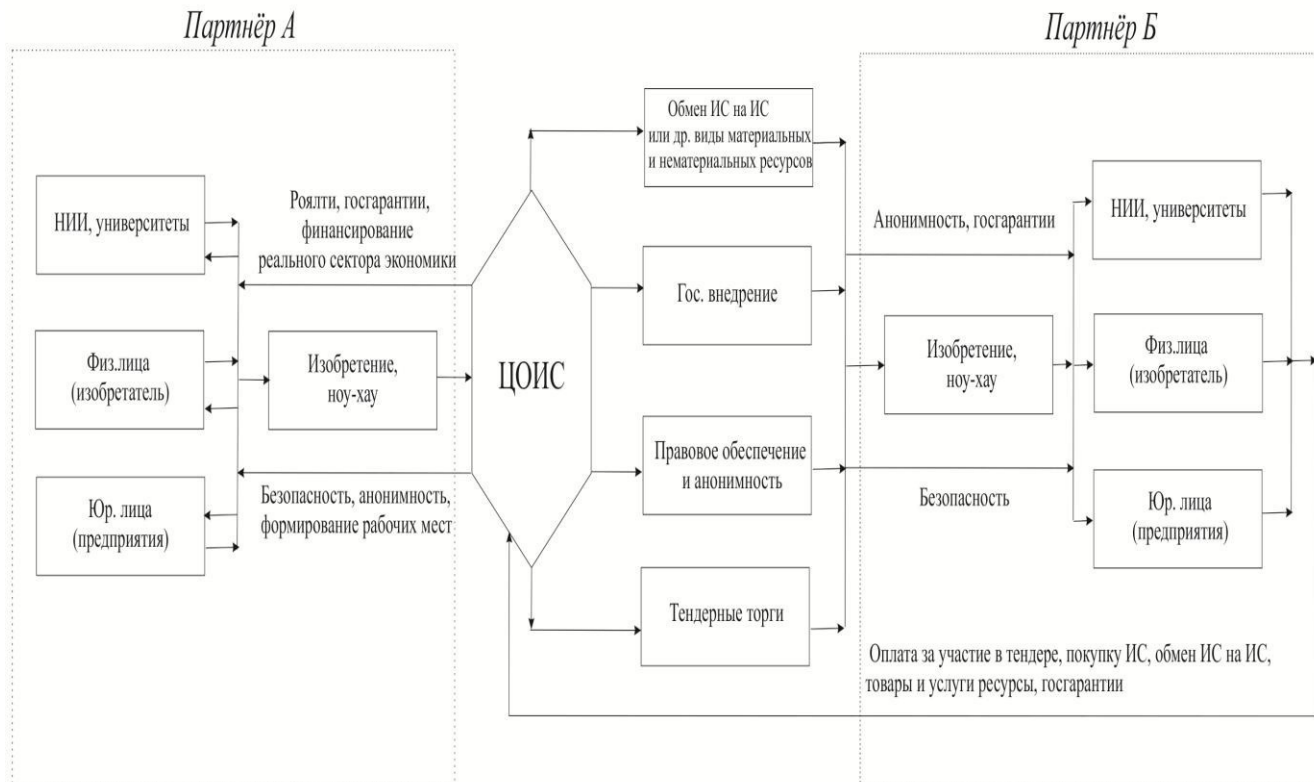 Партнёр А
Партнёр Б
Обмен ИС на ИС
или др. виды материальных
и нематериальных ресурсов
НИИ, университеты
Роялти, госгарантии,
финансирование
реального сектора экономики
Анонимность, госгарантии
НИИ, университеты
Гос. внедрение
Физ.лица
(изобретатель)
Изобретение,
ноу-хау
ЦОИС
Изобретение,
ноу-хау
Физ.лица
(изобретатель)
Правовое обеспечение
и анонимность
Юр. лица
(предприятия)
Безопасность, анонимность,
формирование рабочих мест
Безопасность
Юр. лица
(предприятия)
Тендерные торги
Оплата за участие в тендере, покупку ИС, обмен ИС на ИС,
товары и услуги ресурсы, госгарантии